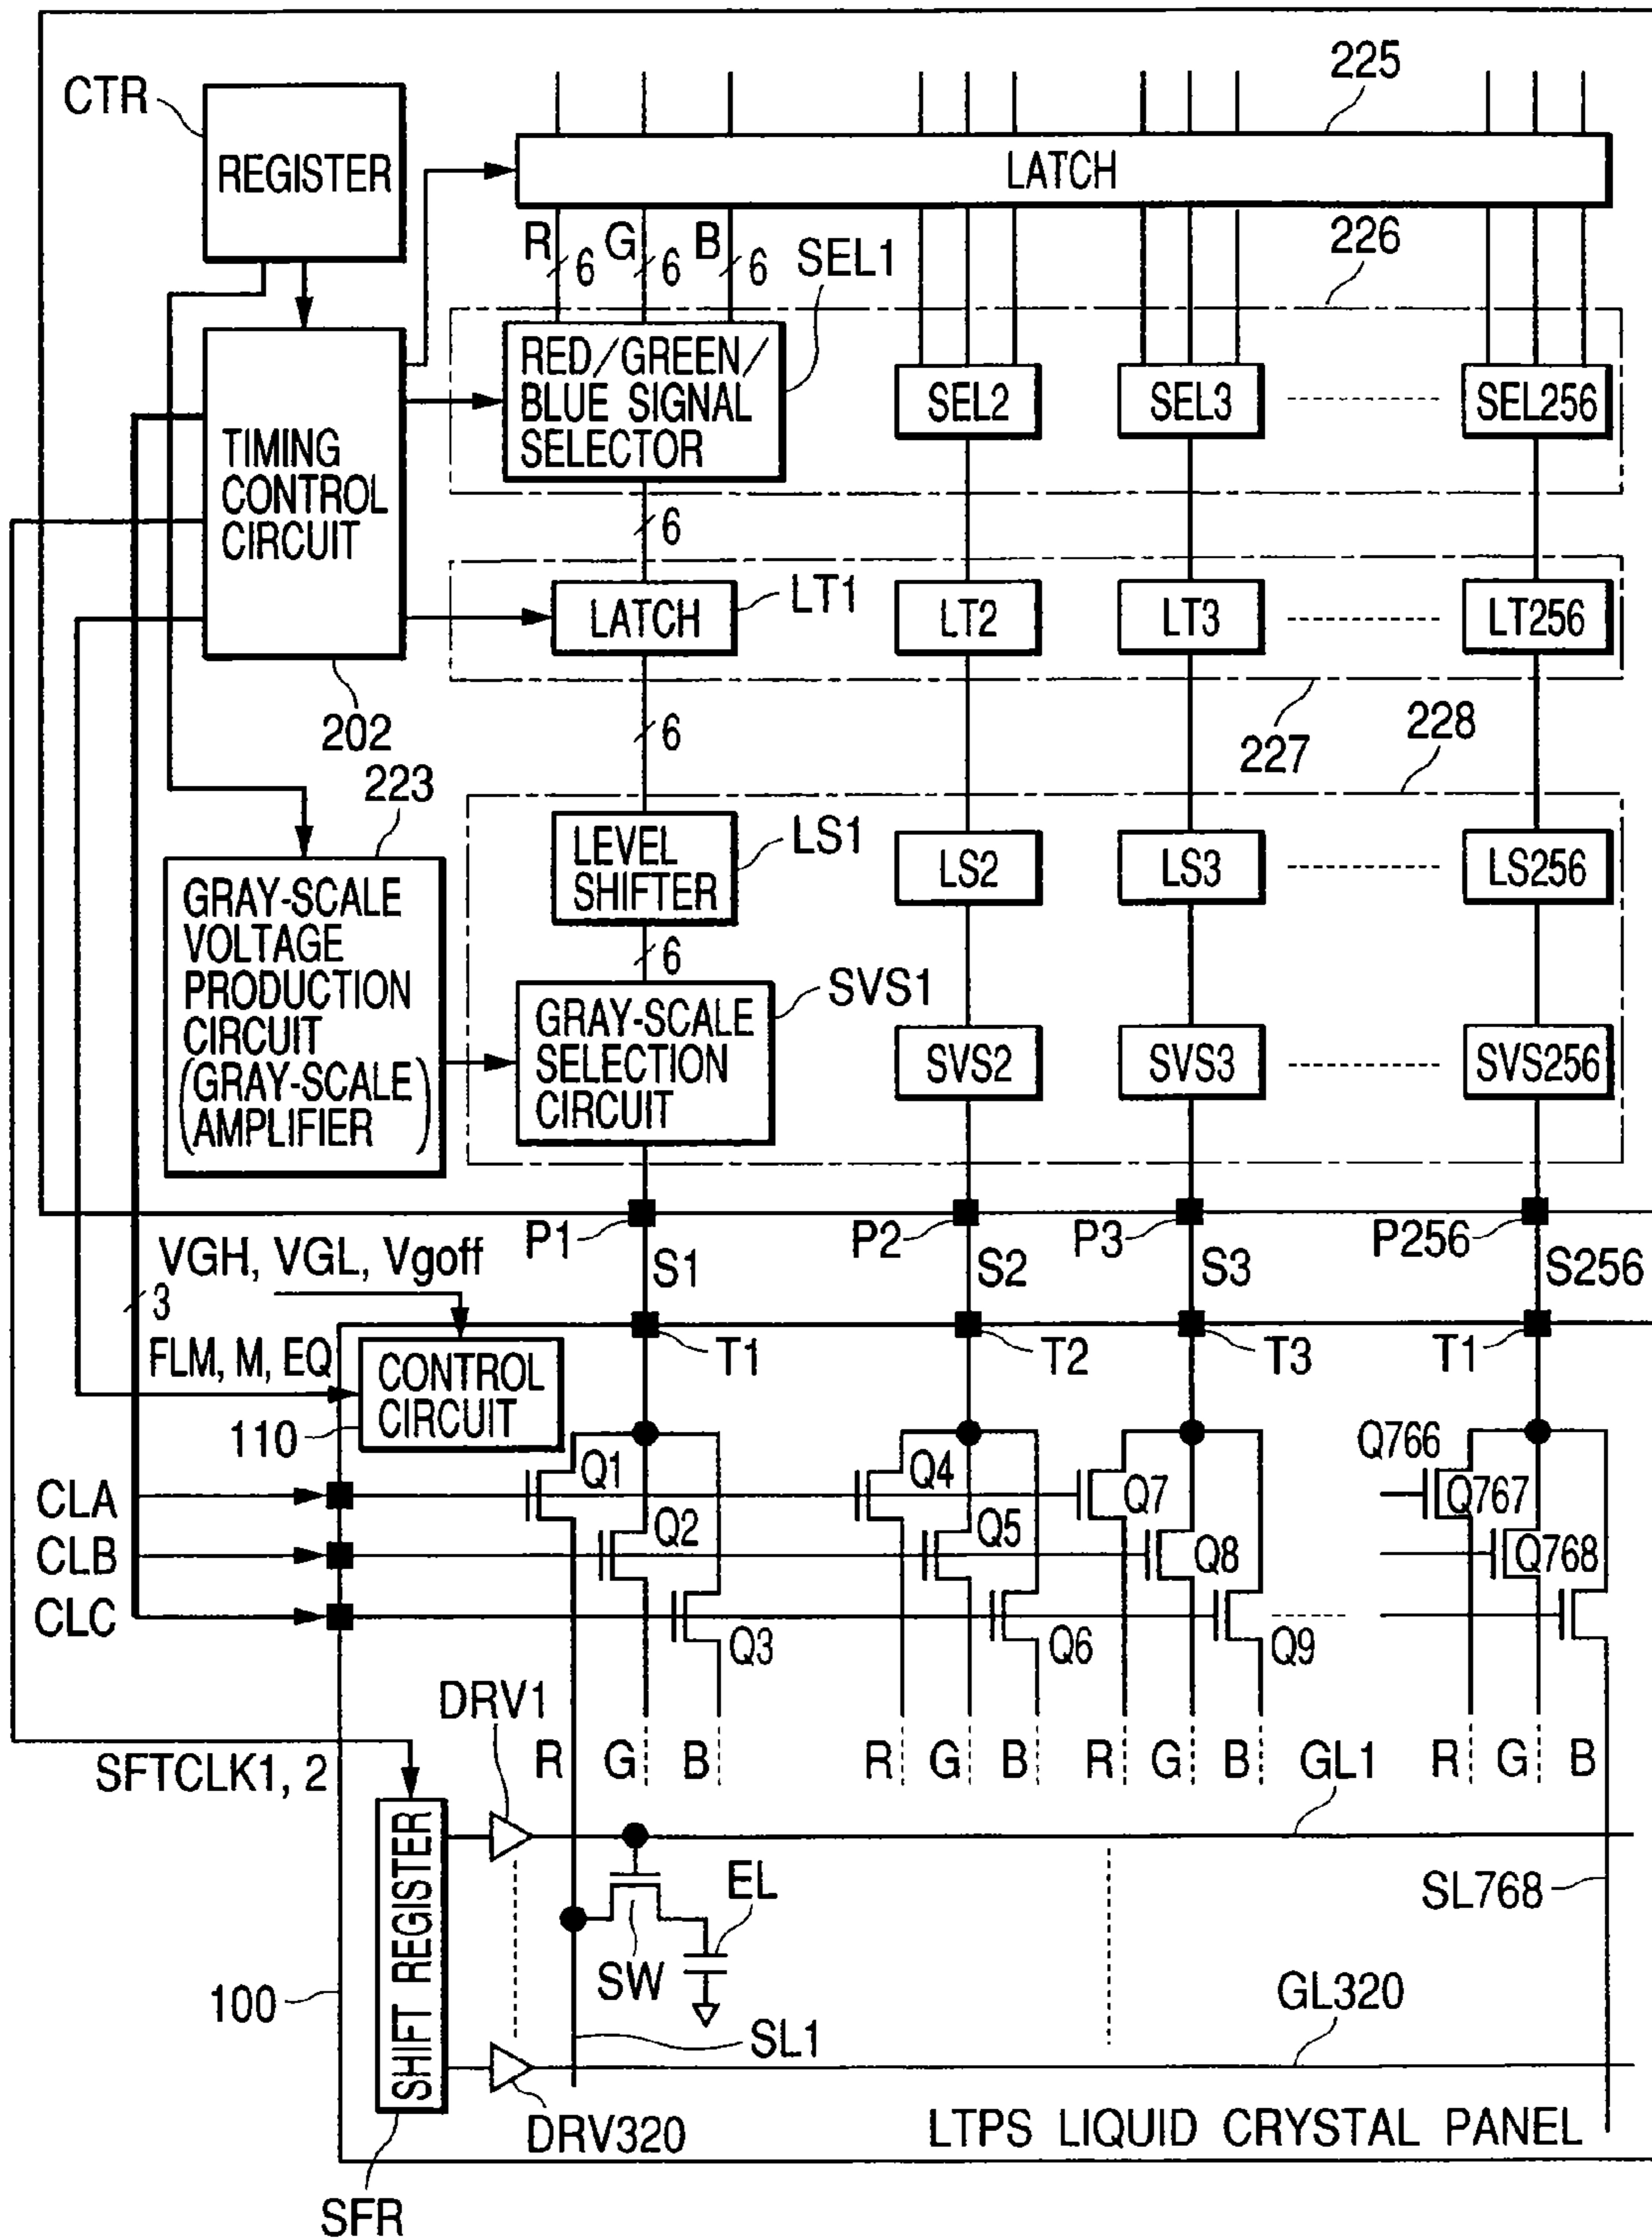 225
CTR
REGISTER
LATCH
R G B
6 6 6
SEL1
226
RED/GREEN/
BLUE SIGNAL
SELECTOR
SEL2
SEL3
SEL256
TIMING
CONTROL
CIRCUIT
6
LATCH
LT1
LT2
LT3
LT256
202
6
227
228
223
LEVEL
SHIFTER
LS1
LS2
LS3
LS256
GRAY-SCALE
VOLTAGE
PRODUCTION
CIRCUIT
(GRAY-SCALE
AMPLIFIER)
6
SVS1
GRAY-SCALE
SELECTION
CIRCUIT
SVS2
SVS3
SVS256
P1
P2
P3
P256
VGH, VGL, Vgoff
S1
S2
S3
S256
3
FLM, M, EQ
CONTROL
CIRCUIT
T1
T2
T3
T1
110
Q1
Q4
Q7
Q766
CLA
Q767
Q2
Q5
Q8
Q768
CLB
CLC
Q3
Q6
Q9
DRV1
R G B
R G B
R G B
GL1
R G B
SFTCLK1, 2
SHIFT REGISTER
EL
SW
SL768
100
GL320
SL1
DRV320
LTPS LIQUID CRYSTAL PANEL
SFR